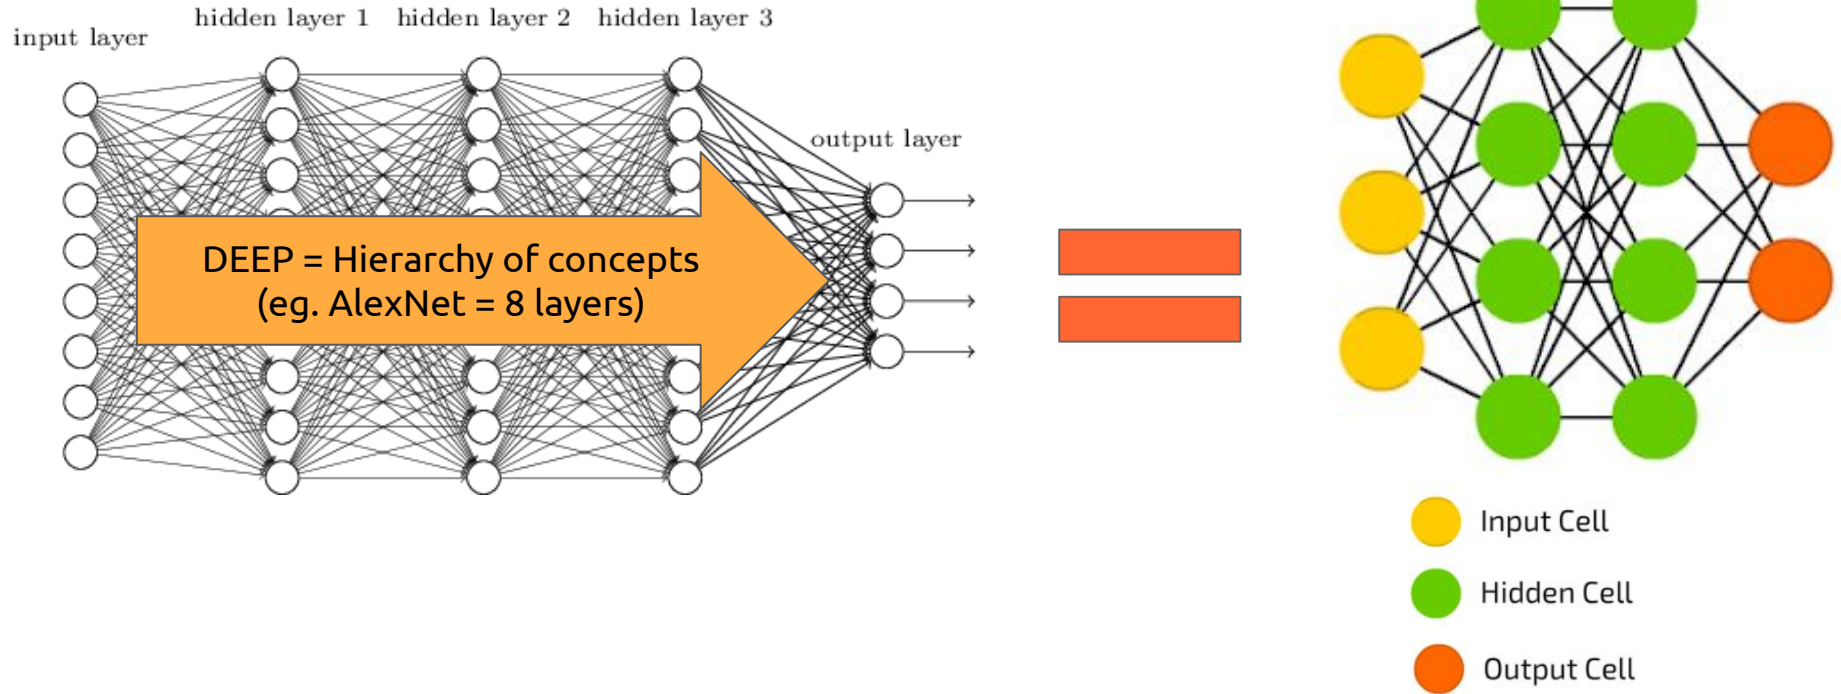 input layer
hidden layer 1
hidden layer 2
hidden layer 3
output layer
DEEP = Hierarchy of concepts
(eg. AlexNet = 8 layers)
Input Cell
Hidden Cell
Output Cell